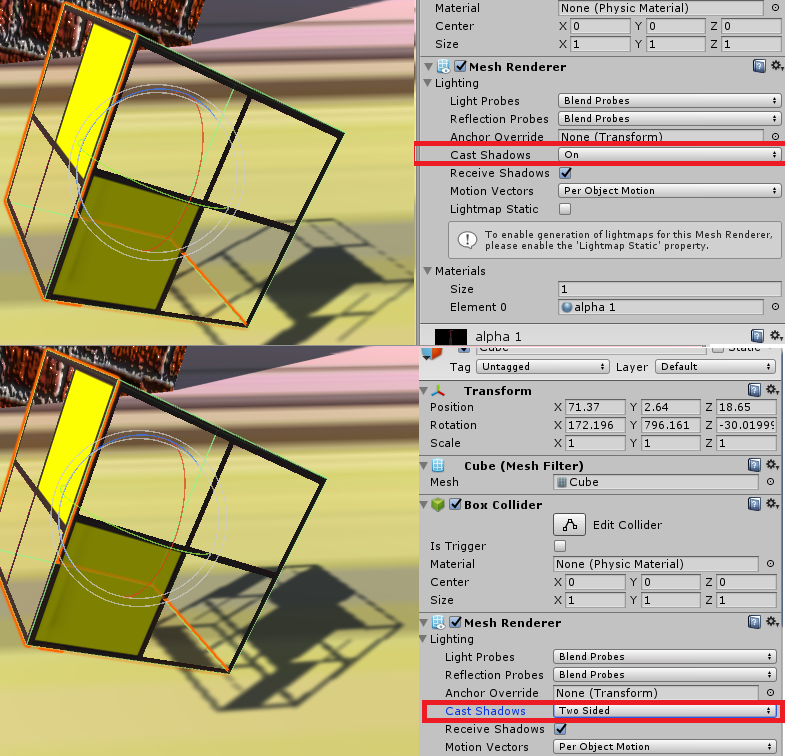 Material None (Physic Material)
Center X 0 Y 0 Z 0
Size X 1 Y 1 Z 1
Mesh Renderer
Lighting
Light Probes Blend Probes
Reflection Probes Blend Probes
Anchor Override None (Transform)
Cast Shadows On
Receive Shadows
Motion Vectors Per Object Motion
Lightmap Static
To enable generation of lightmaps for this Mesh Renderer,
please enable the 'Lightmap Static' property.
Materials
Size 1
Element 0 alpha 1
alpha 1
Cube Static
Tag Untagged Layer Default
Transform
Position X 71.37 Y 2.64 Z 18.65
Rotation X 172.196 Y 796.161 Z -30.01999
Scale X 1 Y 1 Z 1
Cube (Mesh Filter)
Mesh Cube
Box Collider
Edit Collider
Is Trigger
Material None (Physic Material)
Center X 0 Y 0 Z 0
Size X 1 Y 1 Z 1
Mesh Renderer
Lighting
Light Probes Blend Probes
Reflection Probes Blend Probes
Anchor Override None (Transform)
Cast Shadows Two Sided
Receive Shadows
Motion Vectors Per Object Motion